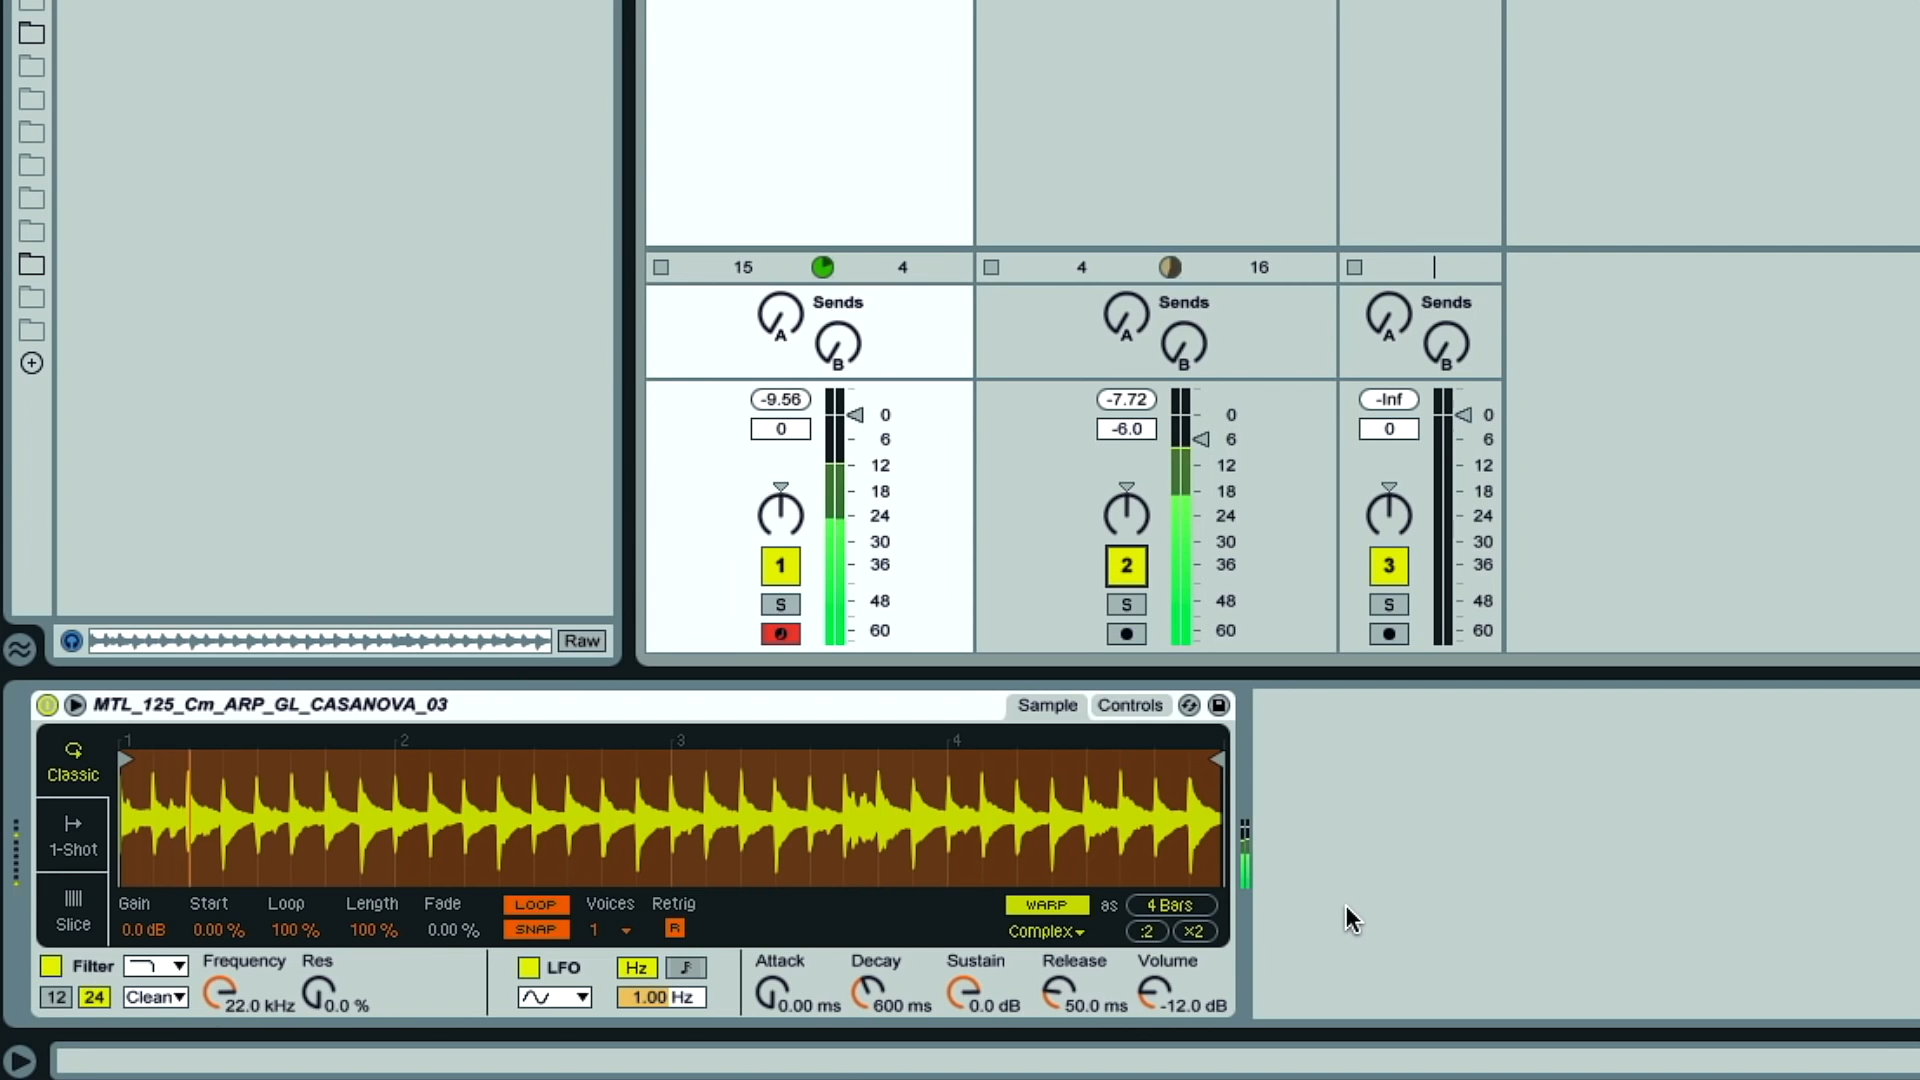 15 4 4 16
Sends Sends Sends
A B A B A B
-9.56 -7.72 -Inf
0 -6.0 0
0 0 0
6 6 6
12 12 12
18 18 18
24 24 24
30 30 30
36 36 36
48 48 48
60 60 60
1 2 3
S S S
Raw
MTL_125_Cm_ARP_GL_CASANOVA_03 Sample Controls
1 2 3 4
Classic
1-Shot
Slice
Gain Start Loop Length Fade LOOP Voices Retrig WARP as 4 Bars
0.0 dB 0.00 % 100 % 100 % 0.00 % SNAP 1 R Complex :2 ×2
Filter Frequency Res LFO Hz Attack Decay Sustain Release Volume
12 24 Clean 22.0 kHz 0.0 % 1.00 Hz 0.00 ms 600 ms 0.0 dB 50.0 ms -12.0 dB